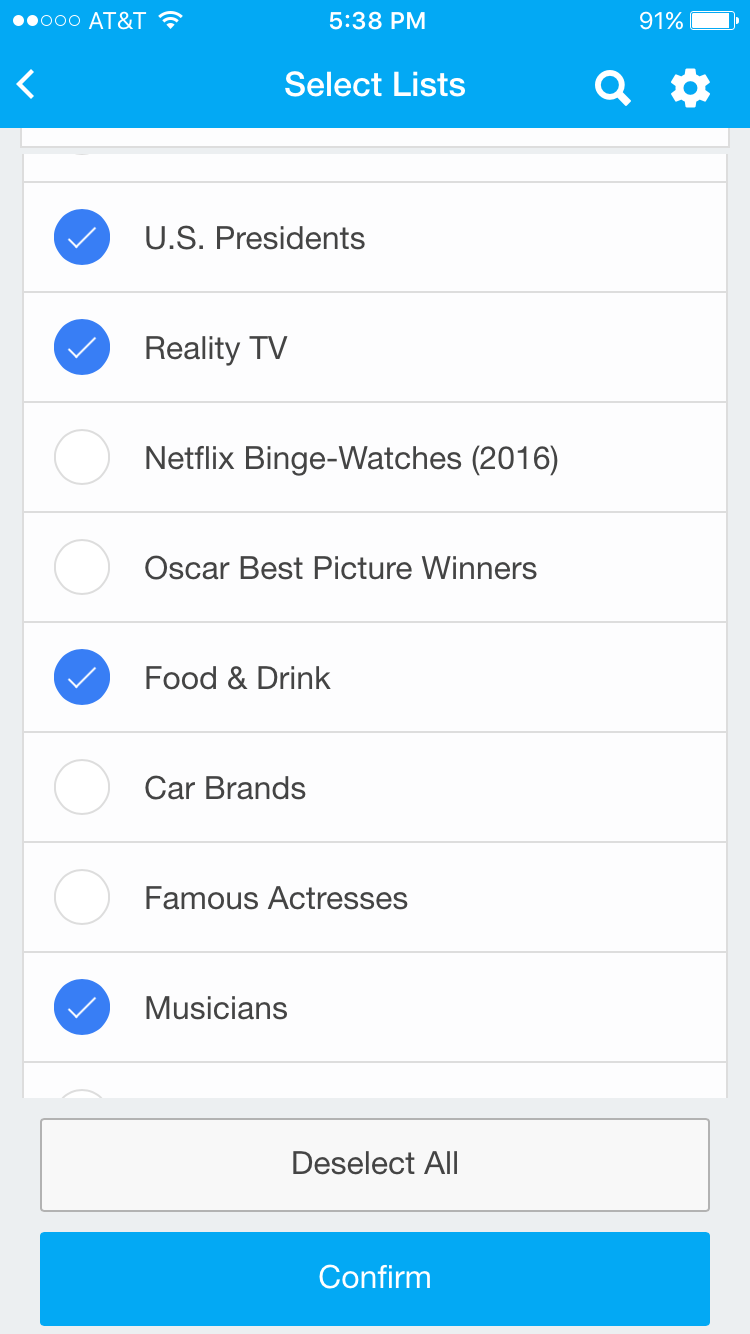 AT&T 5:38 PM 91%
Select Lists
U.S. Presidents
Reality TV
Netflix Binge-Watches (2016)
Oscar Best Picture Winners
Food & Drink
Car Brands
Famous Actresses
Musicians
Deselect All
Confirm